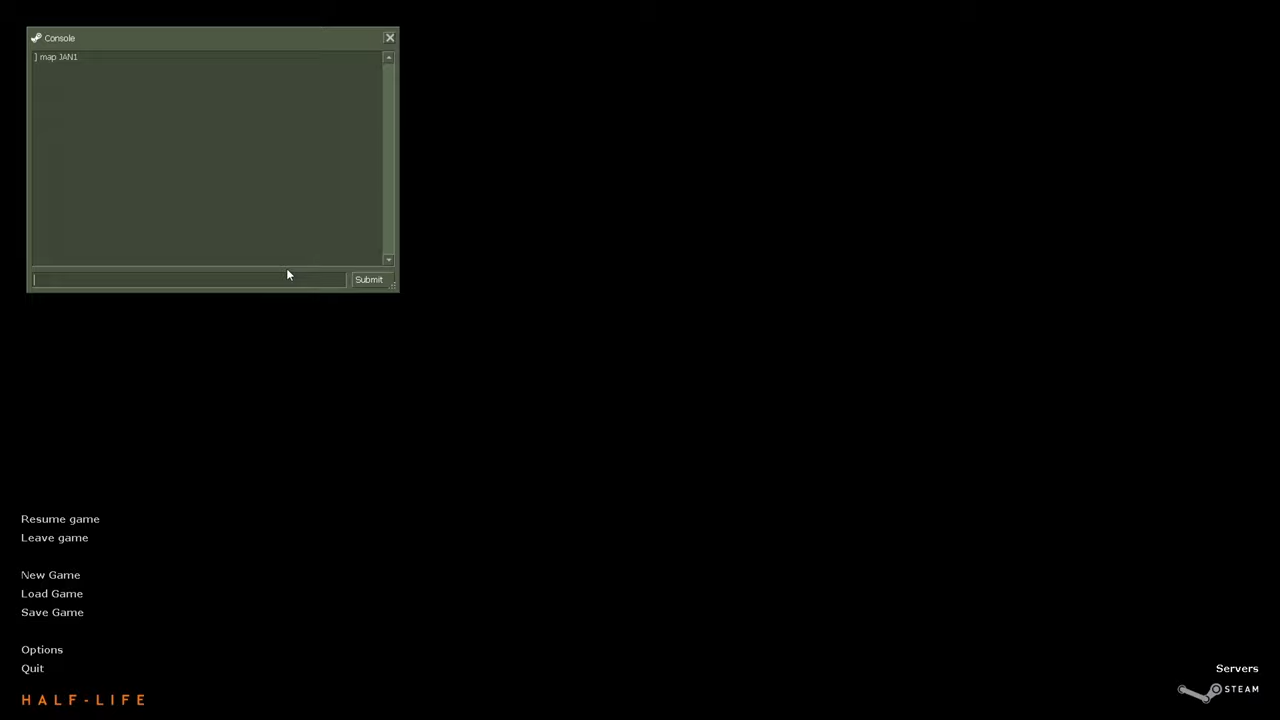 Console
] map JAN1
Submit
Resume game
Leave game
New Game
Load Game
Save Game
Options
Quit
Servers
HALF-LIFE
STEAM